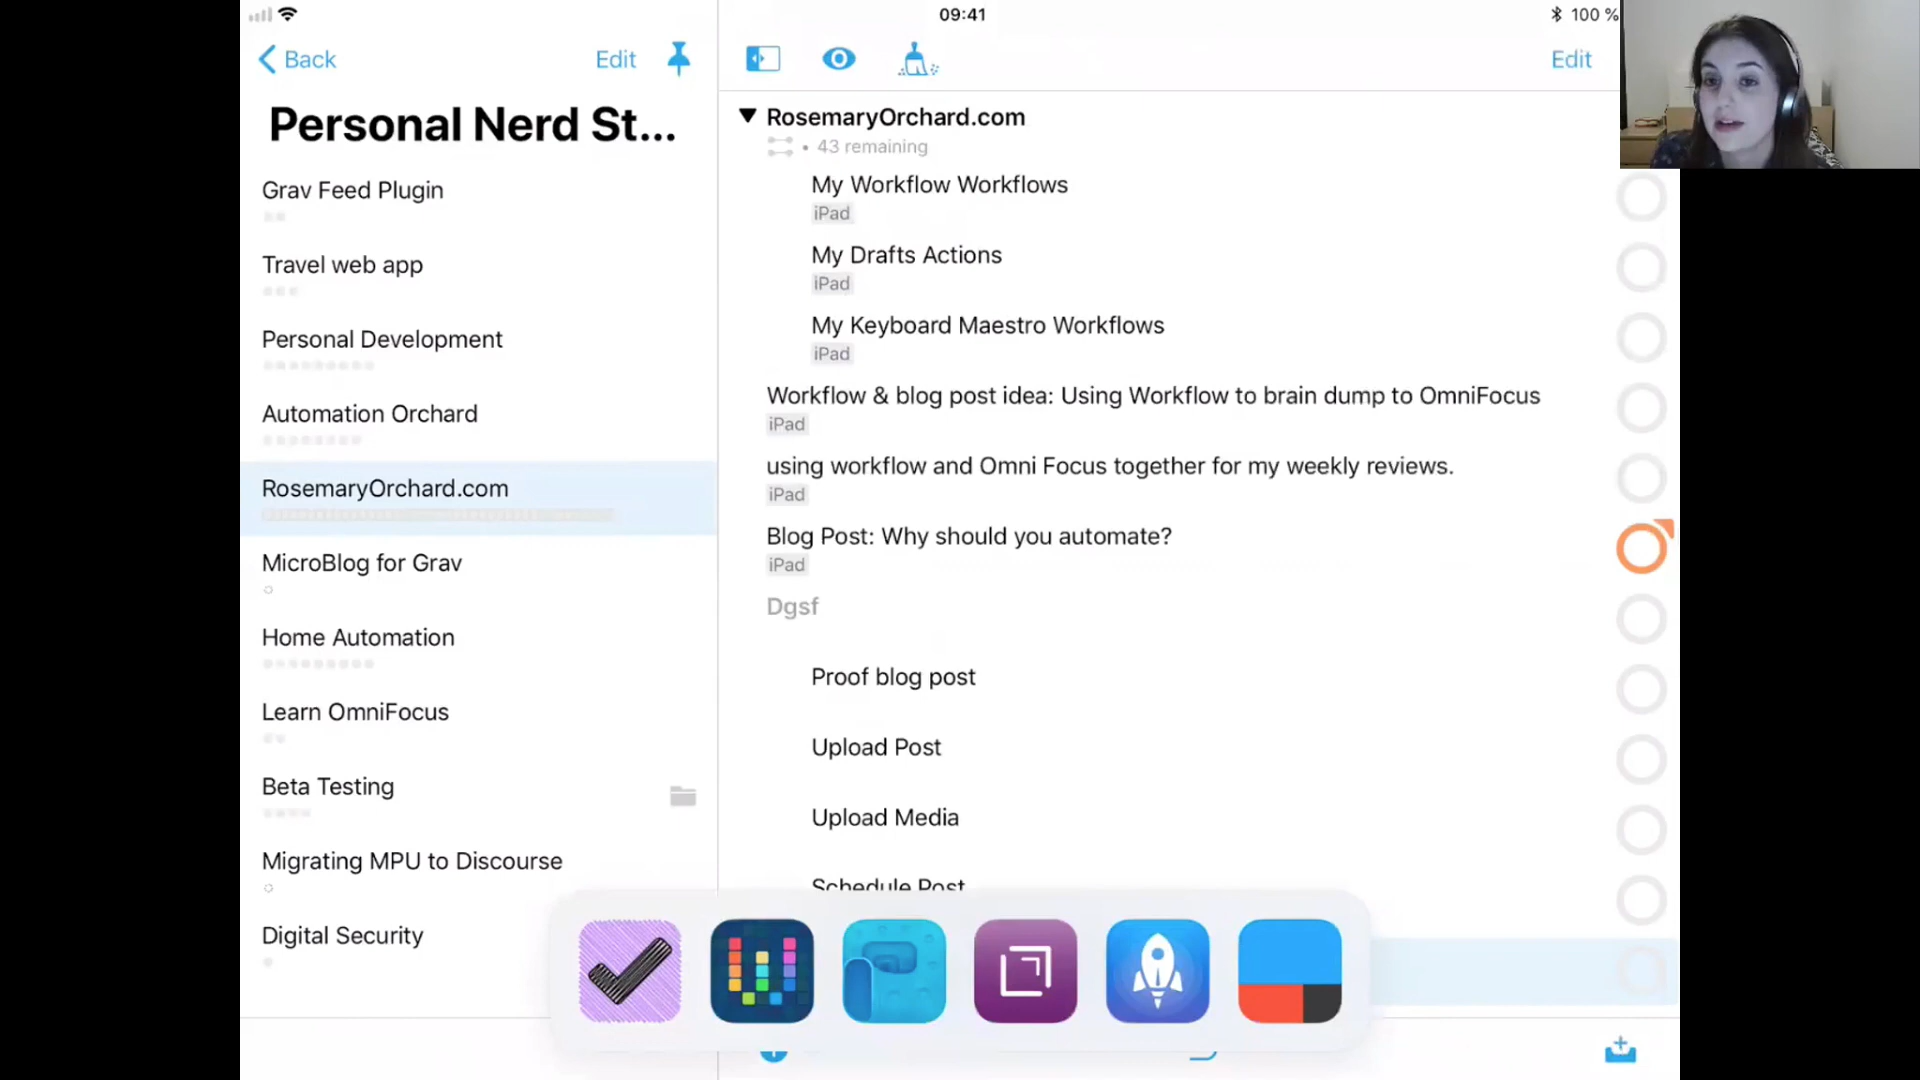 09:41
100 %
Back
Edit
Edit
Personal Nerd St...
Grav Feed Plugin
Travel web app
Personal Development
Automation Orchard
RosemaryOrchard.com
MicroBlog for Grav
Home Automation
Learn OmniFocus
Beta Testing
Migrating MPU to Discourse
Digital Security
RosemaryOrchard.com
• 43 remaining
My Workflow Workflows
iPad
My Drafts Actions
iPad
My Keyboard Maestro Workflows
iPad
Workflow & blog post idea: Using Workflow to brain dump to OmniFocus
iPad
using workflow and Omni Focus together for my weekly reviews.
iPad
Blog Post: Why should you automate?
iPad
Dgsf
Proof blog post
Upload Post
Upload Media
Schedule Post